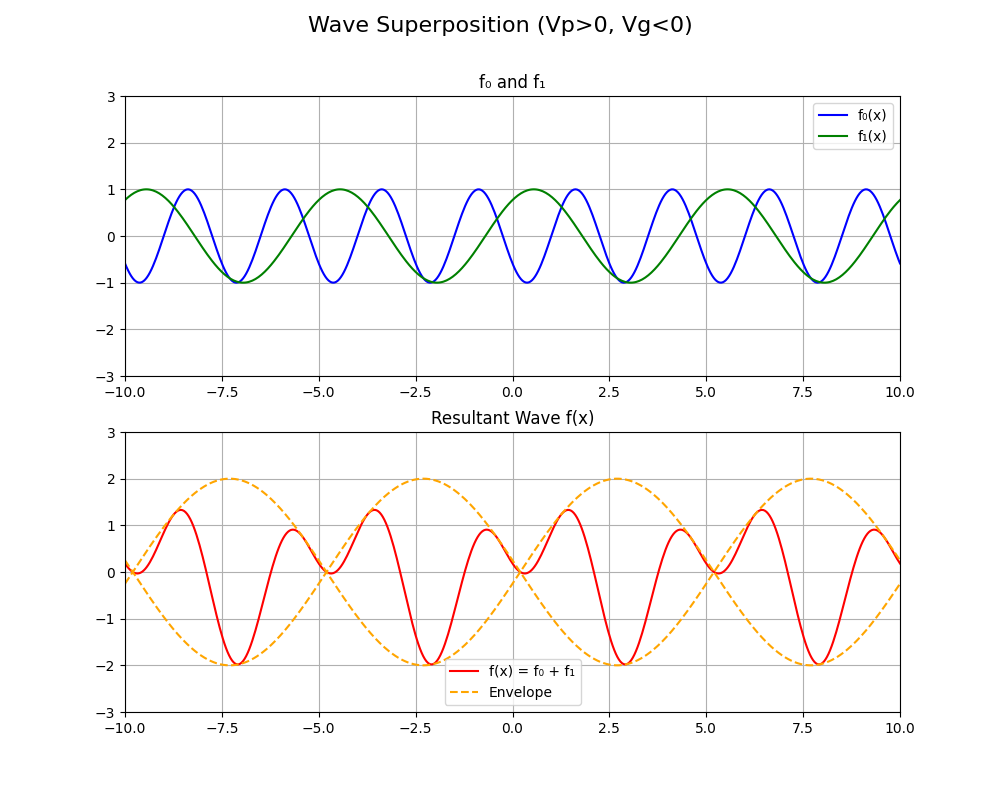 Wave Superposition (Vp>0, Vg<0)
f₀ and f₁
3
2
1
0
−1
−2
−3
f₀(x)
f₁(x)
−10.0 −7.5 −5.0 −2.5 0.0 2.5 5.0 7.5 10.0
Resultant Wave f(x)
3
2
1
0
−1
−2
−3
f(x) = f₀ + f₁
Envelope
−10.0 −7.5 −5.0 −2.5 0.0 2.5 5.0 7.5 10.0